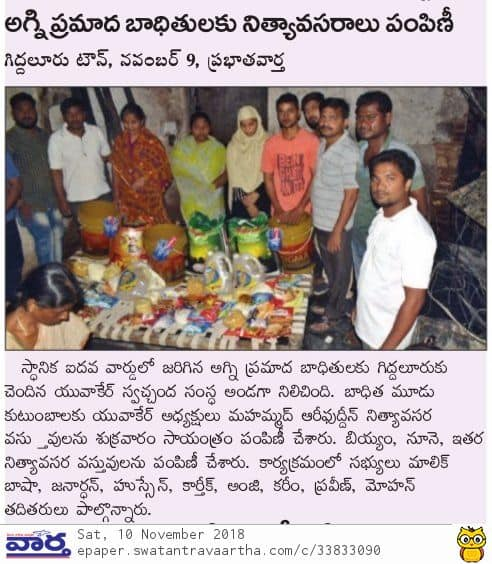 అగ్ని ప్రమాద బాధితులకు నిత్యావసరాలు పంపిణీ
గిద్దలూరు టౌన్, నవంబర్ 9, ప్రభాతవార్త
స్థానిక ఐదవ వార్డులో జరిగిన అగ్ని ప్రమాద బాధితులకు గిద్దలూరుకు
చెందిన యువాకేర్ స్వచ్ఛంద సంస్థ అండగా నిలిచింది. బాధిత మూడు
కుటుంబాలకు యువాకేర్ అధ్యక్షులు మహమ్మద్ ఆరీఫుద్దీన్ నిత్యావసర
వసు ్తవులను శుక్రవారం సాయంత్రం పంపిణీ చేశారు. బియ్యం, నూనె, ఇతర
నిత్యావసర వస్తువులను పంపిణీ చేశారు. కార్యక్రమంలో సభ్యులు మాలిక్
బాషా, జనార్ధన్, హుస్సేన్, కార్తీక్, అంజి, కరీం, ప్రవీణ్, మోహన్
తదితరులు పాల్గొన్నారు.
వార్త
Sat, 10 November 2018
epaper.swatantravaartha.com/c/33833090